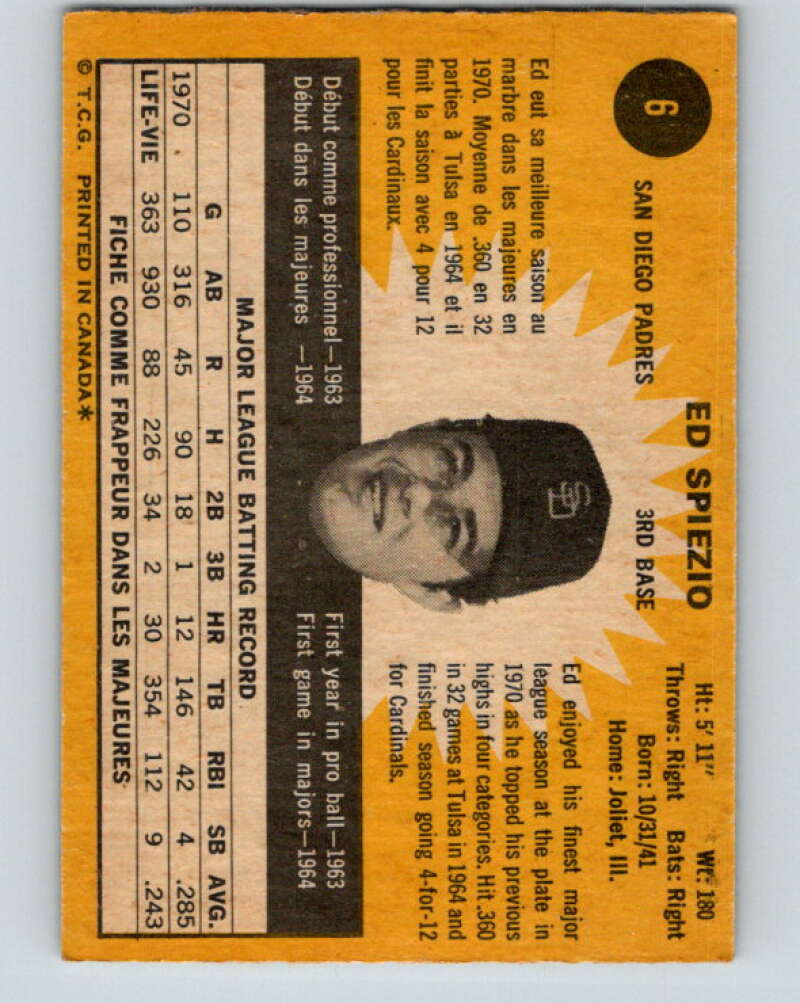 6
ED SPIEZIO
SAN DIEGO PADRES 3RD BASE
Ht: 5' 11" Wt: 180
Throws: Right Bats: Right
Born: 10/31/41
Home: Joliet, Ill.
Ed eut sa meilleure saison au
marbre dans les majeures en
1970. Moyenne de .360 en 32
parties à Tulsa en 1964 et il
finit la saison avec 4 pour 12
pour les Cardinaux.
SD
Ed enjoyed his finest major
league season at the plate in
1970 as he topped his previous
highs in four categories. Hit .360
in 32 games at Tulsa in 1964 and
finished season going 4-for-12
for Cardinals.
Début comme professionnel—1963
Début dans les majeures —1964
First year in pro ball—1963
First game in majors—1964
MAJOR LEAGUE BATTING RECORD
G AB R H 2B 3B HR TB RBI SB AVG.
1970 110 316 45 90 18 1 12 146 42 4 .285
LIFE-VIE 363 930 88 226 34 2 30 354 112 9 .243
FICHE COMME FRAPPEUR DANS LES MAJEURES
© T.C.G. PRINTED IN CANADA*